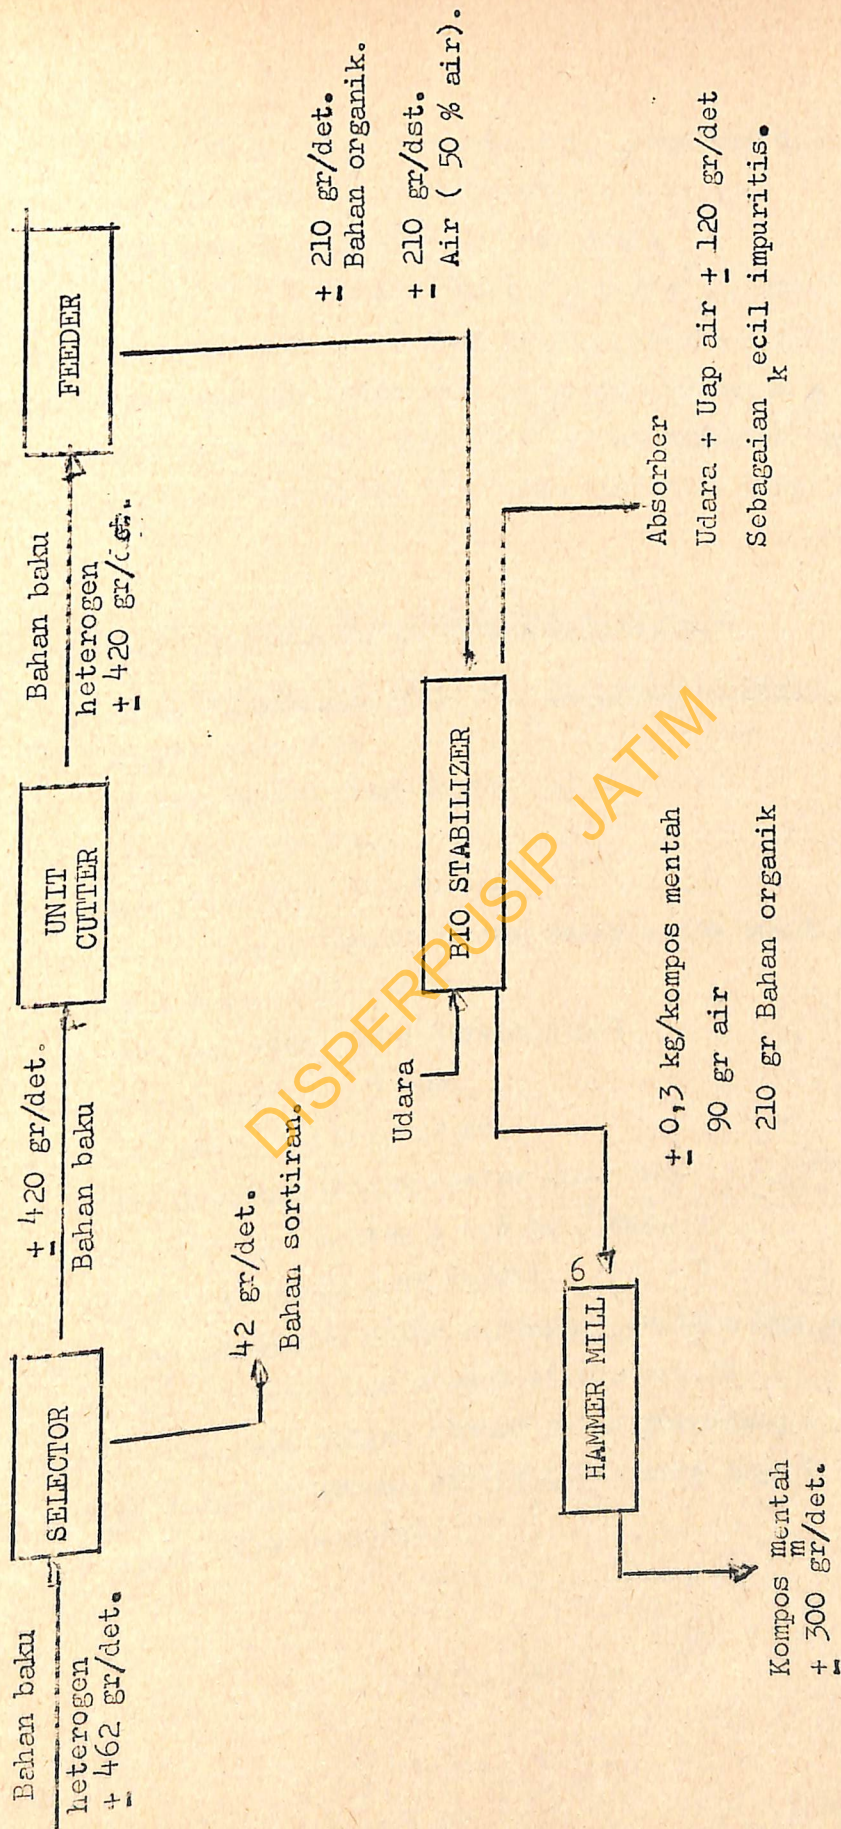 Bahan baku
heterogen
± 462 gr/det.
SELECTOR
± 420 gr/det.
Bahan baku
42 gr/det.
Bahan sortiran.
UNIT
CUTTER
Bahan baku
heterogen
± 420 gr/det.
FEEDER
± 210 gr/det.
Bahan organik.
± 210 gr/dst.
Air ( 50 % air).
Udara
BIO STABILIZER
Absorber
Udara + Uap air ± 120 gr/det
Sebagaian kecil impuritis.
± 0,3 kg/kompos mentah
90 gr air
210 gr Bahan organik
6
HAMMER MILL
Kompos mentah
m
± 300 gr/det.
DISPERPUSIP JATIM